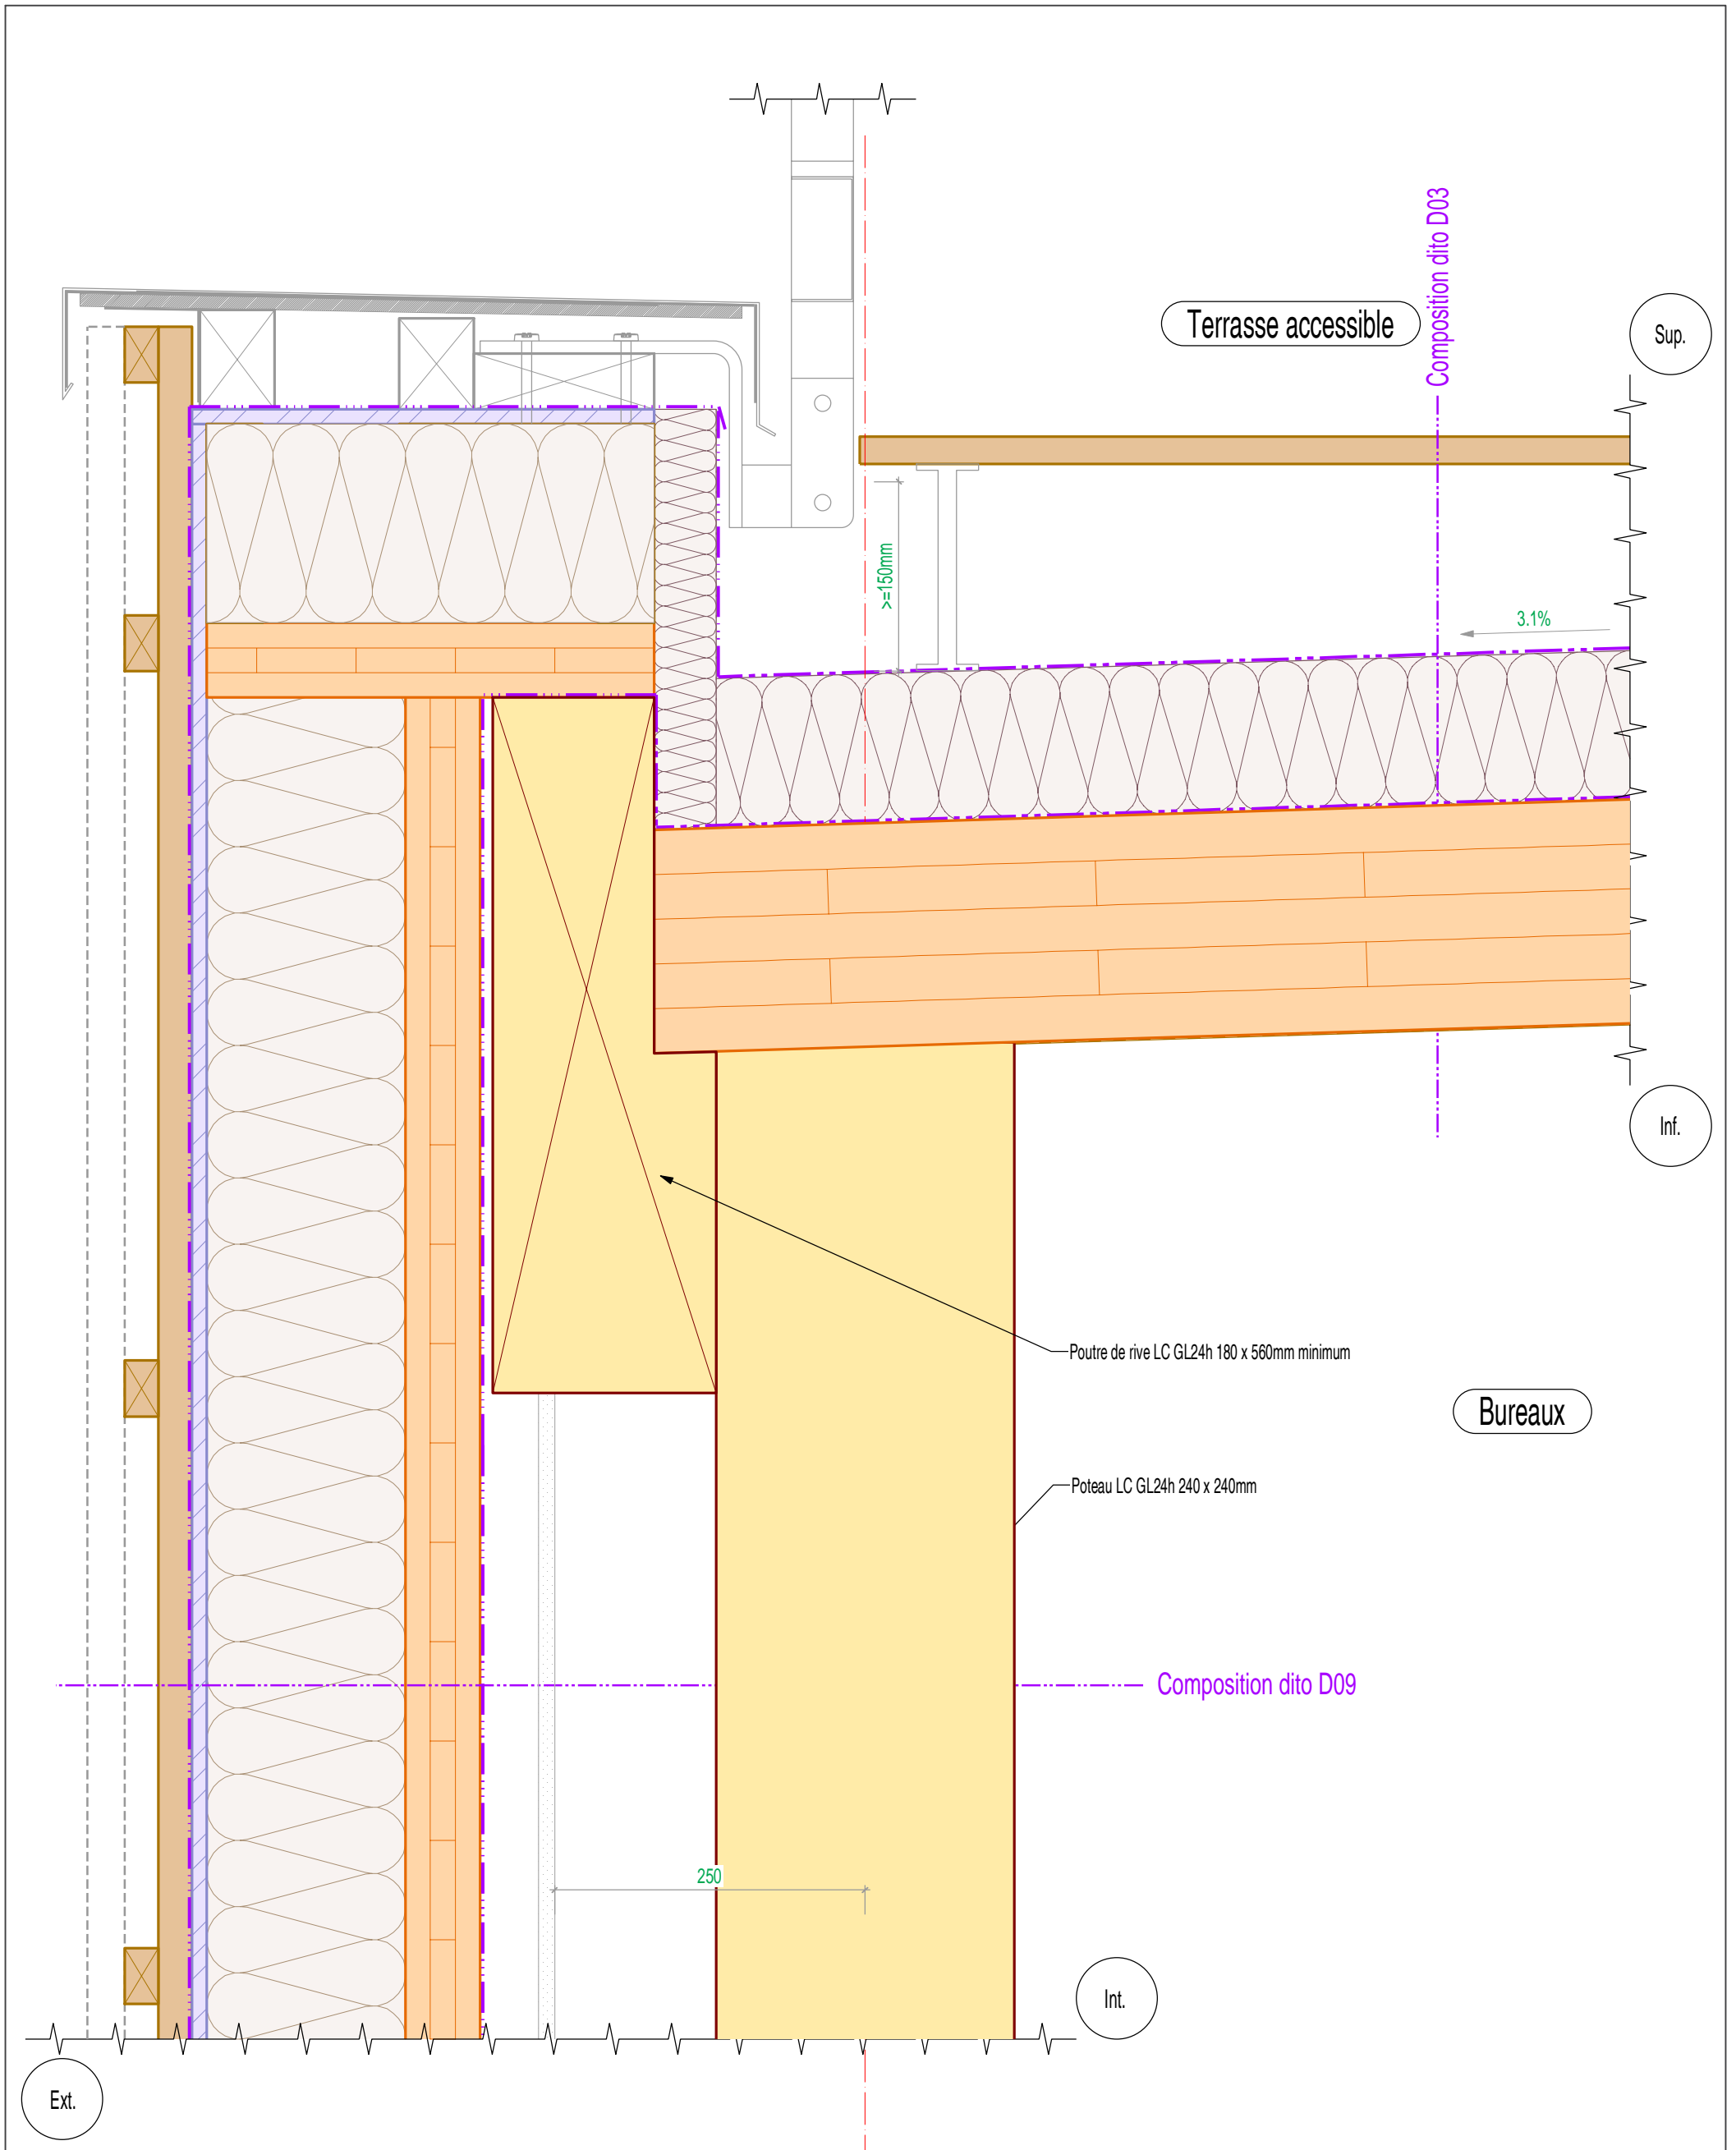 Composition dito D03
Terrasse accessible
Sup.
>=150mm
3.1%
Inf.
Poutre de rive LC GL24h 180 x 560mm minimum
Bureaux
Poteau LC GL24h 240 x 240mm
Composition dito D09
250
Int.
Ext.